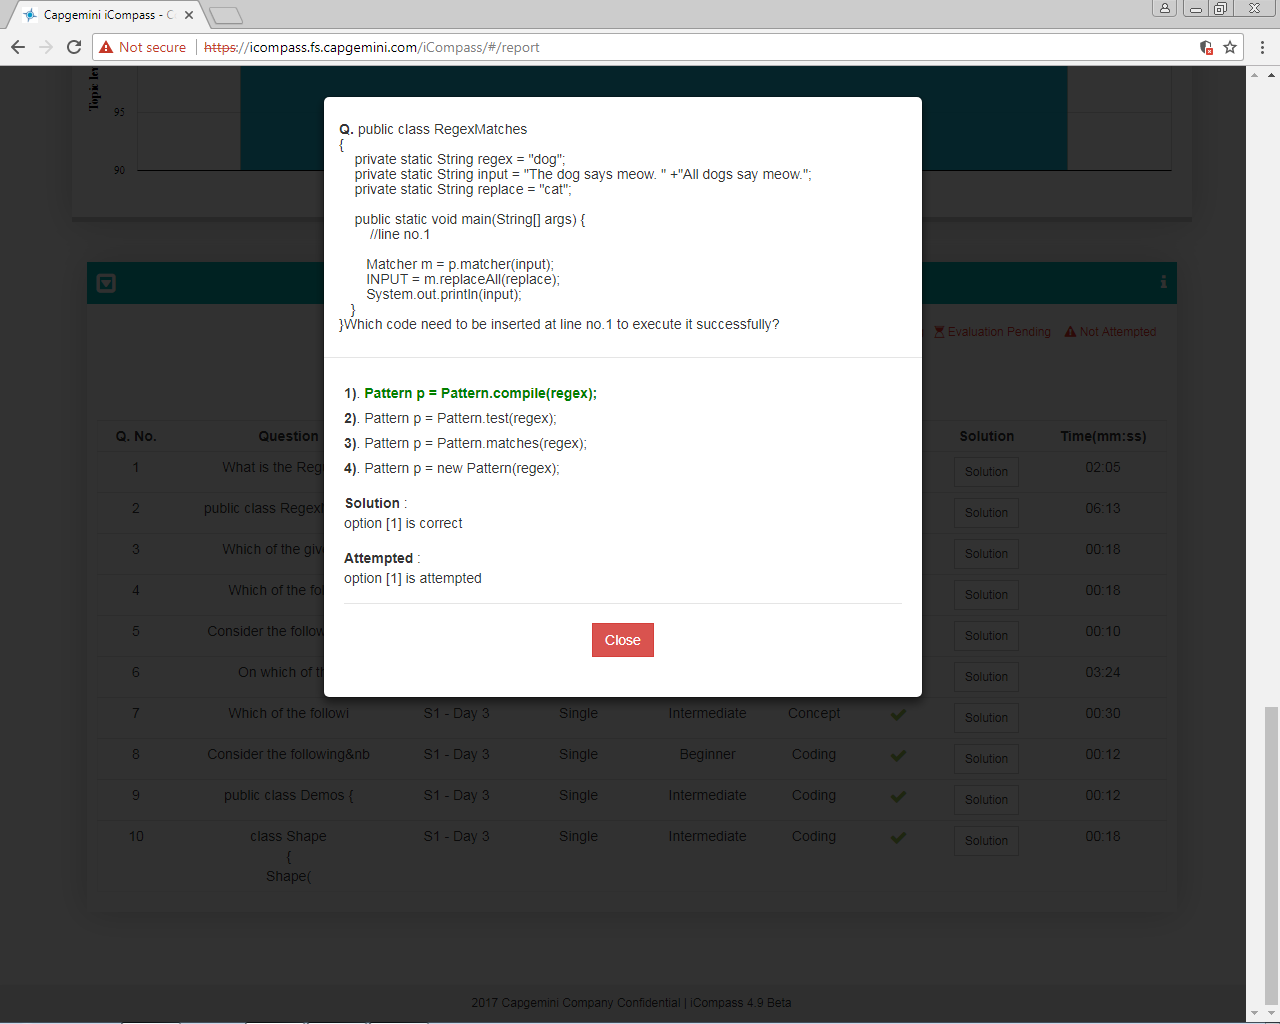 Capgemini iCompass - C
Not secure
https://icompass.fs.capgemini.com/iCompass/#/report
Topic lev
95
90
Q. public class RegexMatches
{
private static String regex = "dog";
private static String input = "The dog says meow. " +"All dogs say meow.";
private static String replace = "cat";
public static void main(String[] args) {
//line no.1
Matcher m = p.matcher(input);
INPUT = m.replaceAll(replace);
System.out.println(input);
}
}Which code need to be inserted at line no.1 to execute it successfully?
1). Pattern p = Pattern.compile(regex);
2). Pattern p = Pattern.test(regex);
3). Pattern p = Pattern.matches(regex);
4). Pattern p = new Pattern(regex);
Solution :
option [1] is correct
Attempted :
option [1] is attempted
Close
Evaluation Pending Not Attempted
Q. No. Question Solution Time(mm:ss)
1 What is the Reg Solution 02:05
2 public class Regex Solution 06:13
3 Which of the giv Solution 00:18
4 Which of the fol Solution 00:18
5 Consider the follow Solution 00:10
6 On which of th Solution 03:24
7 Which of the followi S1 - Day 3 Single Intermediate Concept Solution 00:30
8 Consider the following&nb S1 - Day 3 Single Beginner Coding Solution 00:12
9 public class Demos { S1 - Day 3 Single Intermediate Coding Solution 00:12
10 class Shape S1 - Day 3 Single Intermediate Coding Solution 00:18
{
Shape(
2017 Capgemini Company Confidential | iCompass 4.9 Beta